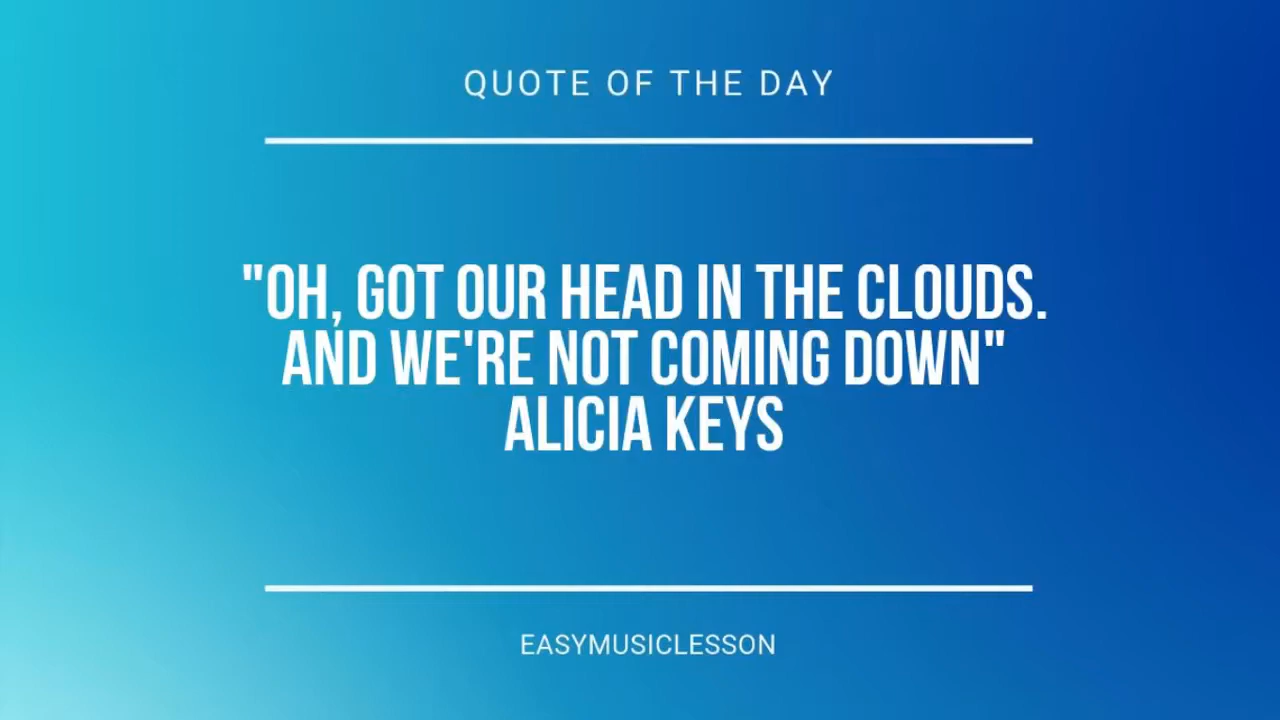 QUOTE OF THE DAY
"OH, GOT OUR HEAD IN THE CLOUDS.
AND WE'RE NOT COMING DOWN"
ALICIA KEYS
EASYMUSICLESSON